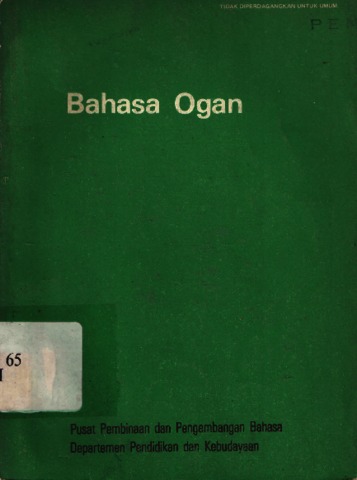 TIDAK DIPERDAGANGKAN UNTUK UMUM
Bahasa Ogan
65
Pusat Pembinaan dan Pengembangan Bahasa
Departemen Pendidikan dan Kebudayaan